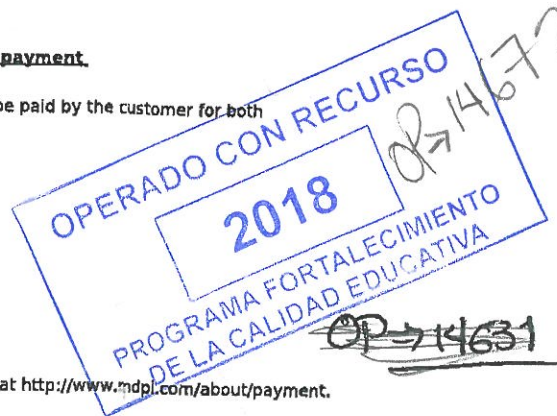 payment
be paid by the customer for both
OPERADO CON RECURSO
2018
PROGRAMA FORTALECIMIENTO
DE LA CALIDAD EDUCATIVA
OP→14631
at http://www.mdpi.com/about/payment.